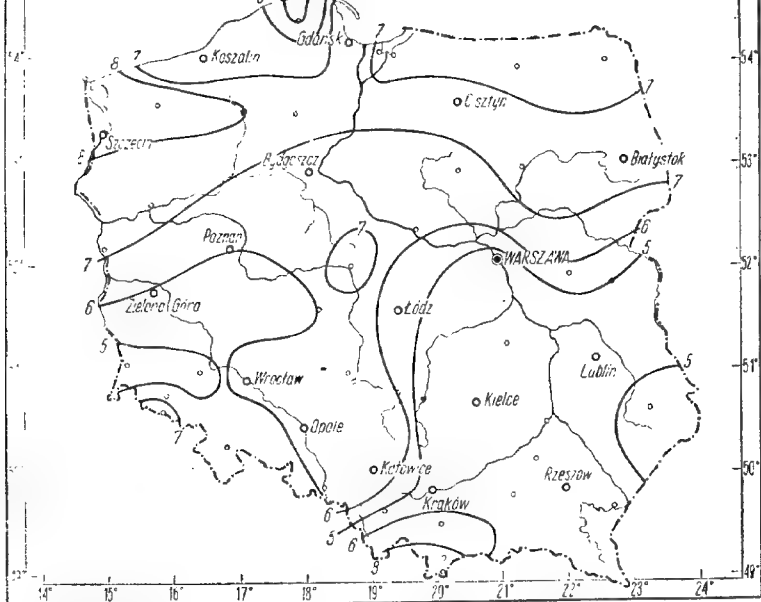 Gdańsk
7
54°
8
7
Koszalin
54°
7
Olsztyn
Szczecin
8
Bydgoszcz
Białystok
53°
7
6
5
Poznań
7
WARSZAWA
52°
7
6
Zielona Góra
Łódź
5
Lublin
5
51°
Wrocław
Kielce
7
Opole
Katowice
Rzeszów
50°
Kraków
6
5
6
49°
14°
15°
16°
17°
18°
19°
20°
21°
22°
23°
24°